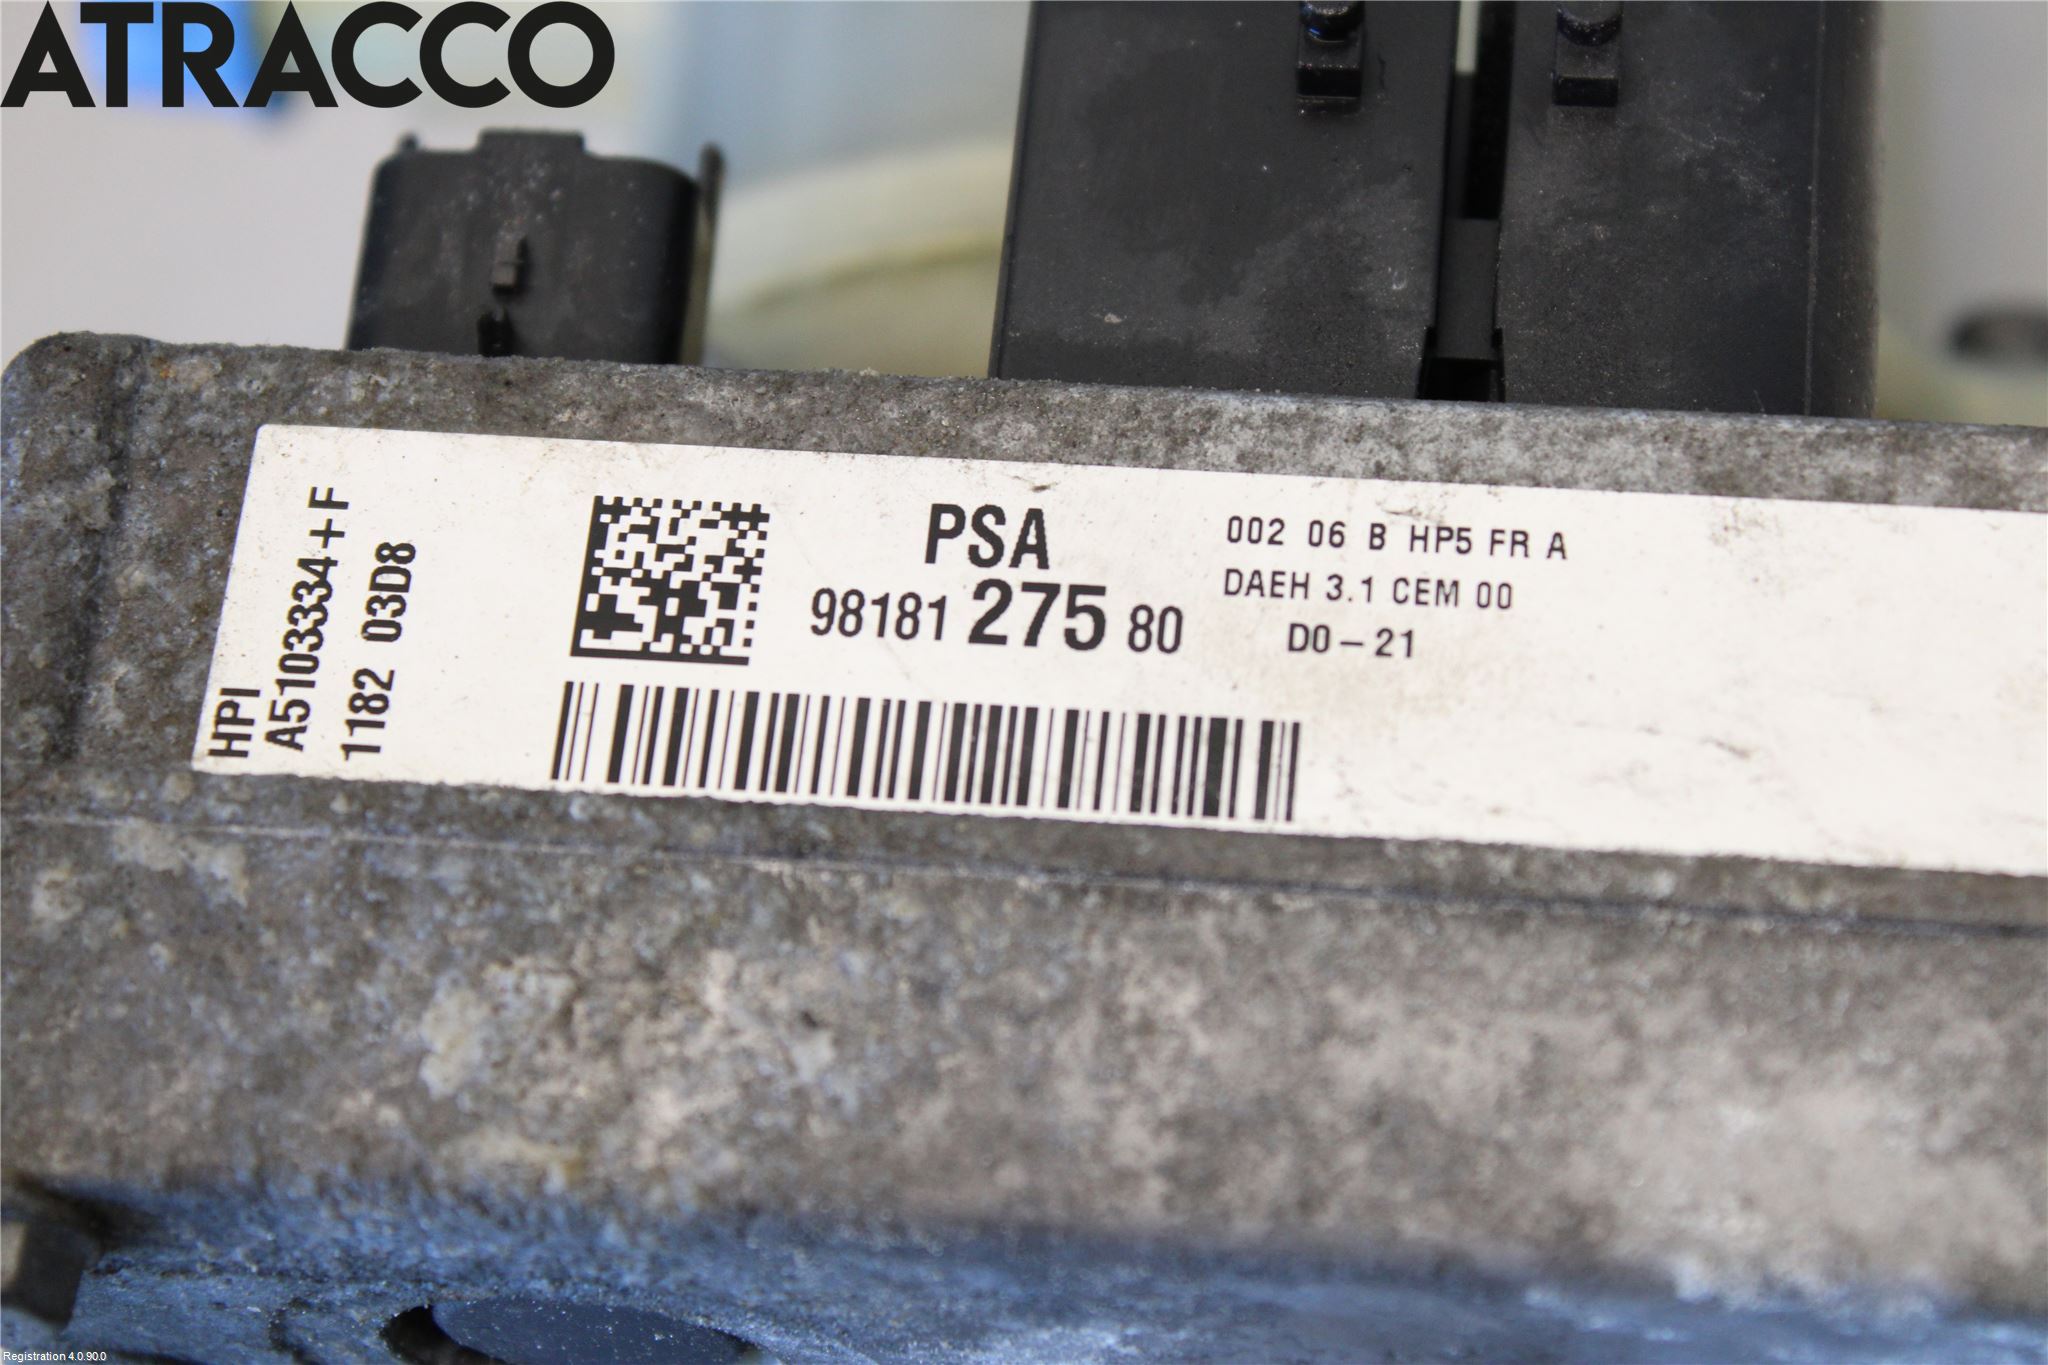 ATRACCO
HPI
A5103334+F
1182 03D8
PSA
98181 275 80
002 06 B HP5 FR A
DAEH 3.1 CEM 00
D0-21
Registration 4.0.90.0